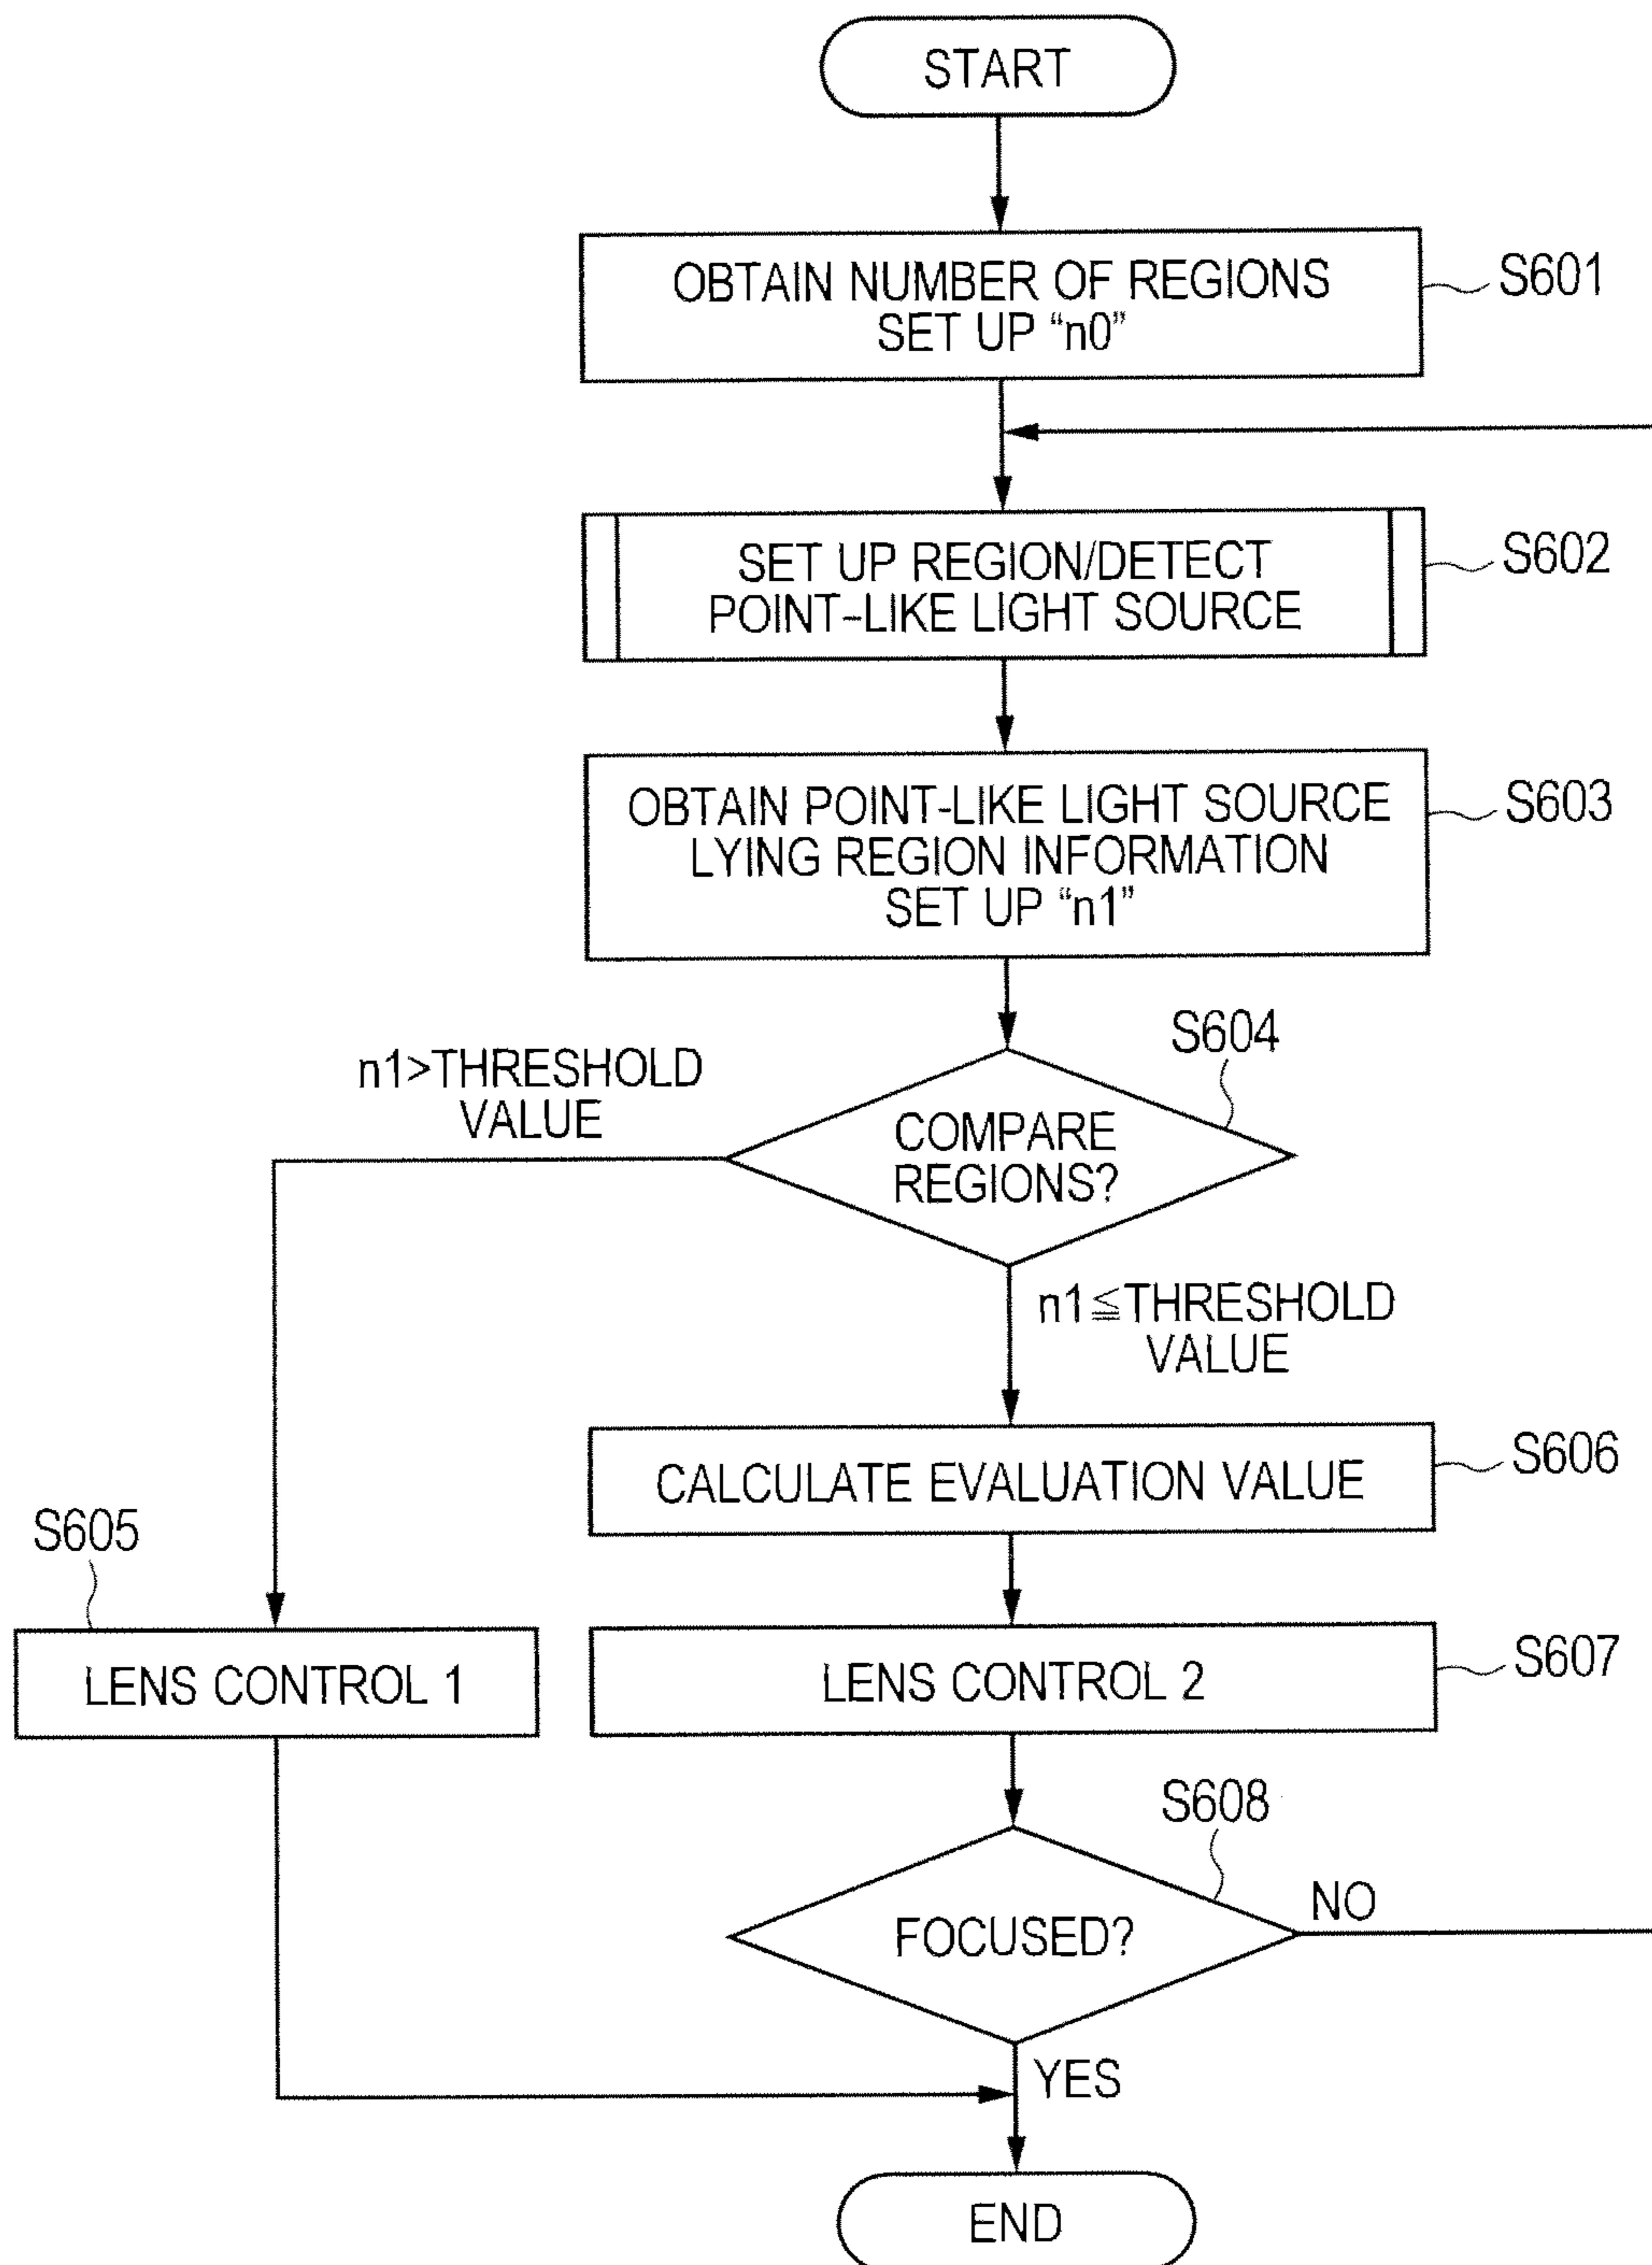 START
OBTAIN NUMBER OF REGIONS
SET UP “n0”
S601
SET UP REGION/DETECT
POINT-LIKE LIGHT SOURCE
S602
OBTAIN POINT-LIKE LIGHT SOURCE
LYING REGION INFORMATION
SET UP “n1”
S603
S604
n1>THRESHOLD
VALUE
COMPARE
REGIONS?
n1≦THRESHOLD
VALUE
CALCULATE EVALUATION VALUE
S606
S605
LENS CONTROL 1
LENS CONTROL 2
S607
S608
FOCUSED?
NO
YES
END